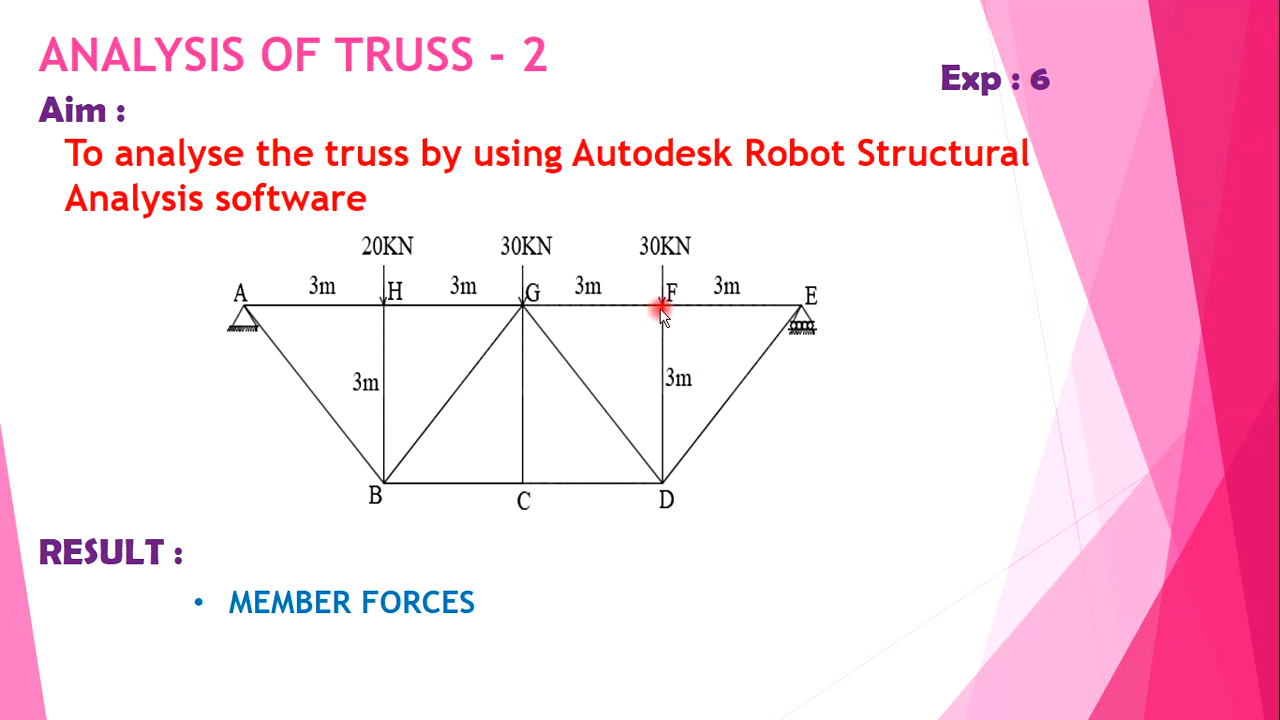 ANALYSIS OF TRUSS - 2
Exp : 6
Aim :
To analyse the truss by using Autodesk Robot Structural
Analysis software
20KN 30KN 30KN
3m 3m 3m 3m
A H G F E
3m 3m
B C D
RESULT :
• MEMBER FORCES